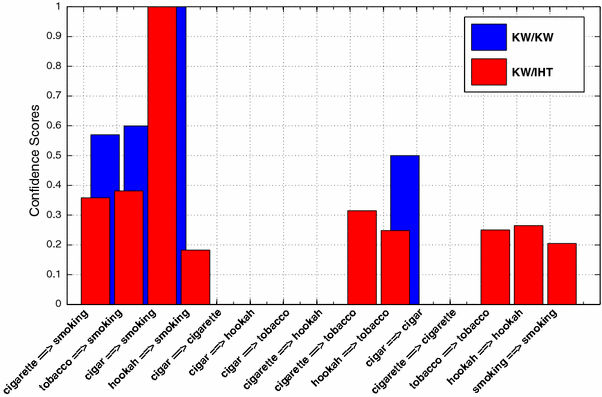 1
0.9
0.8
0.7
0.6
0.5
0.4
0.3
0.2
0.1
0
Confidence Scores
KW/KW
KW/IHT
cigarette ==> smoking
tobacco ==> smoking
cigar ==> smoking
hookah ==> smoking
cigar ==> cigarette
cigar ==> hookah
cigar ==> tobacco
cigarette ==> hookah
cigarette ==> tobacco
hookah ==> tobacco
cigar ==> cigar
cigarette ==> cigarette
tobacco ==> tobacco
hookah ==> hookah
smoking ==> smoking